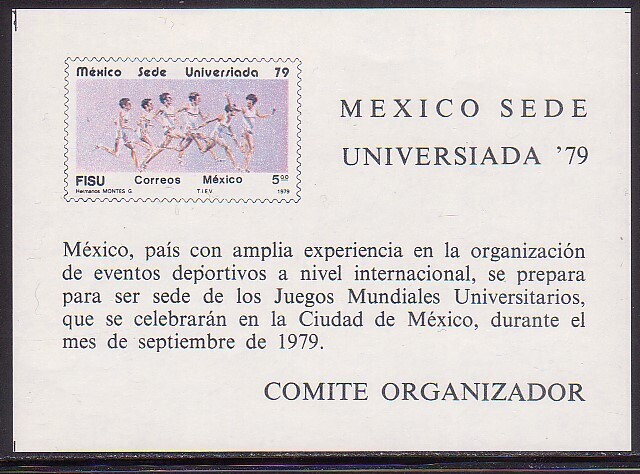 México Sede Universiada 79
FISU Correos México 5.00
Hermanos MONTES G T.I.E.V. 1979
MEXICO SEDE
UNIVERSIADA '79
México, país con amplia experiencia en la organización
de eventos deportivos a nivel internacional, se prepara
para ser sede de los Juegos Mundiales Universitarios,
que se celebrarán en la Ciudad de México, durante el
mes de septiembre de 1979.
COMITE ORGANIZADOR